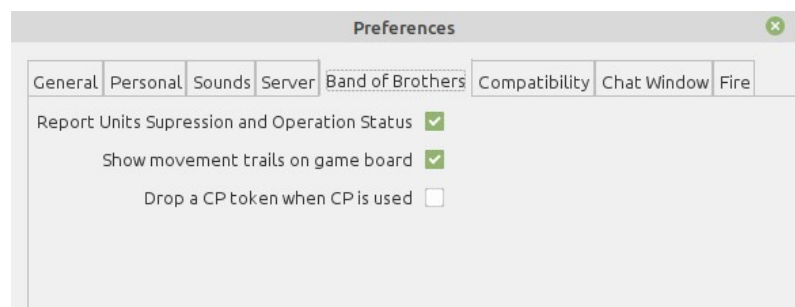 Preferences
General Personal Sounds Server Band of Brothers Compatibility Chat Window Fire
Report Units Supression and Operation Status
Show movement trails on game board
Drop a CP token when CP is used